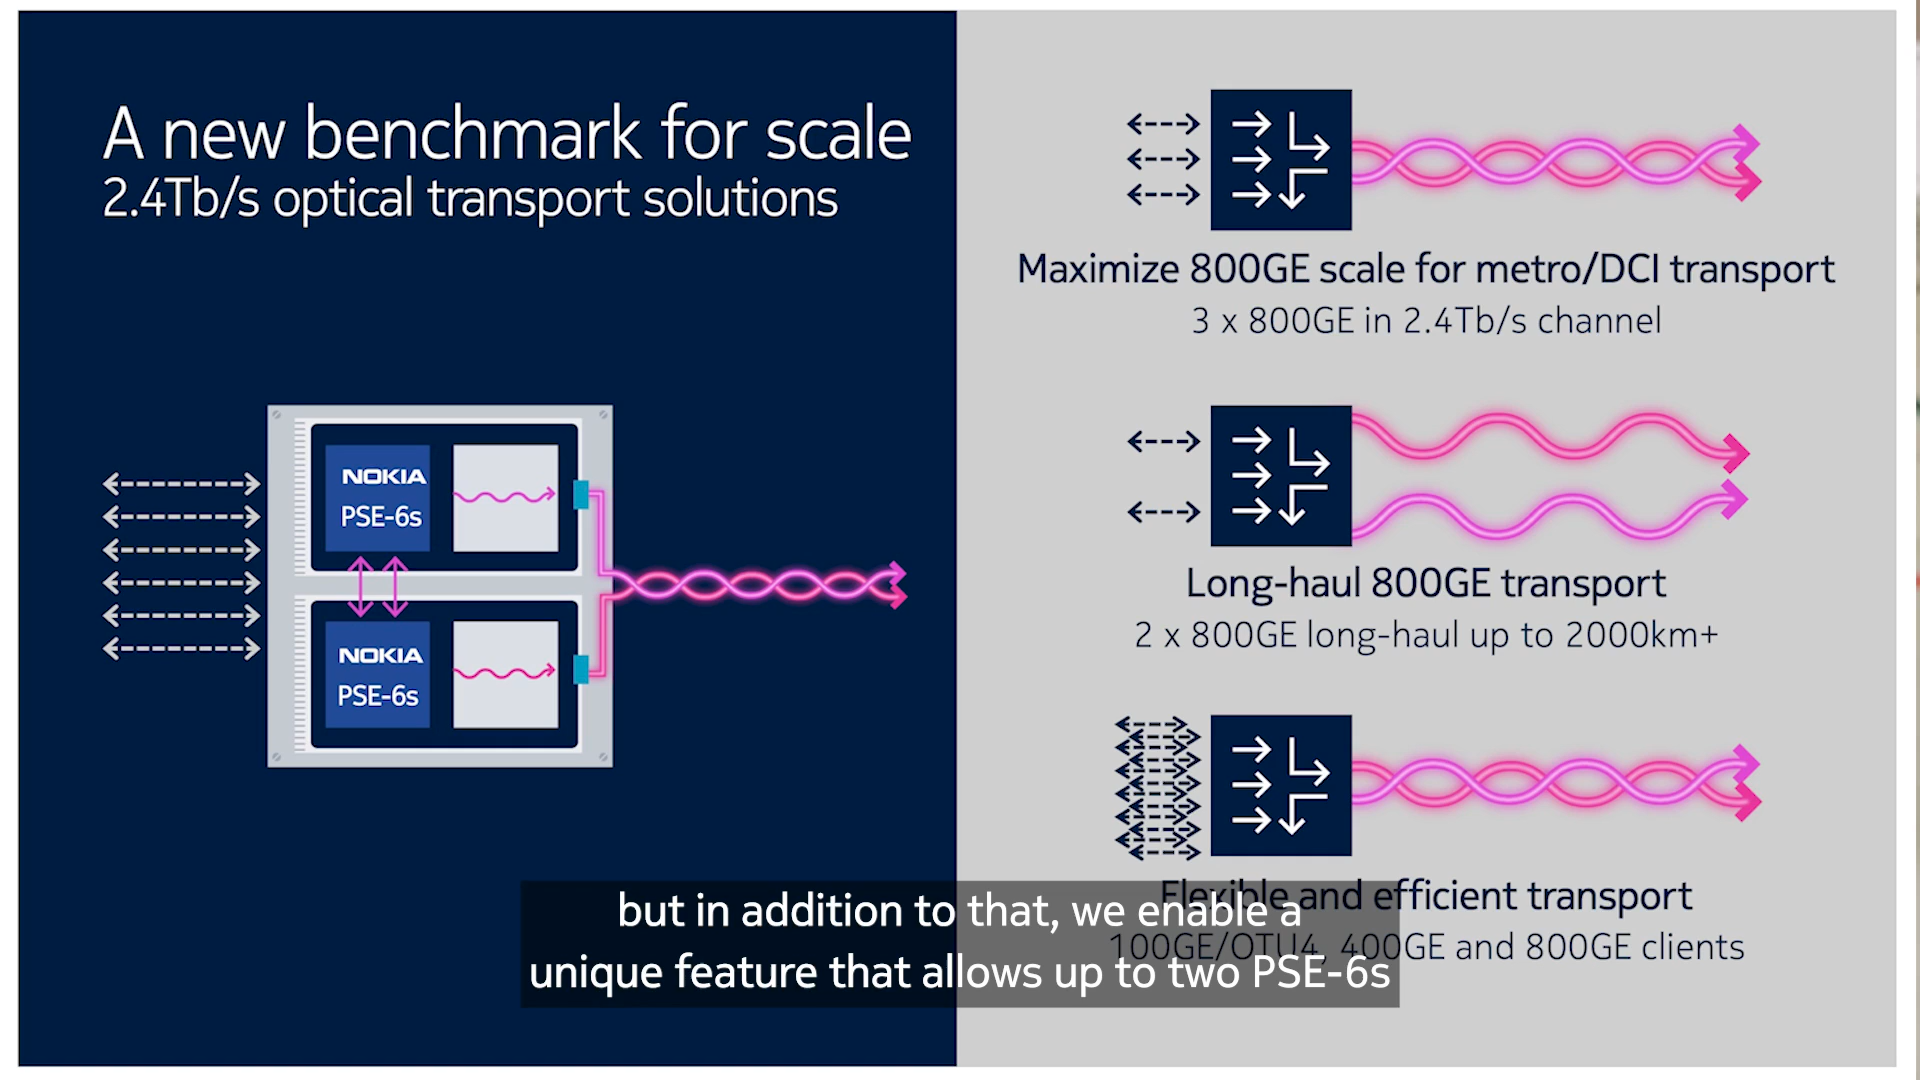 A new benchmark for scale
2.4Tb/s optical transport solutions
NOKIA
PSE-6s
NOKIA
PSE-6s
Maximize 800GE scale for metro/DCI transport
3 x 800GE in 2.4Tb/s channel
Long-haul 800GE transport
2 x 800GE long-haul up to 2000km+
Flexible and efficient transport
100GE/OTU4, 400GE and 800GE clients
but in addition to that, we enable a
unique feature that allows up to two PSE-6s